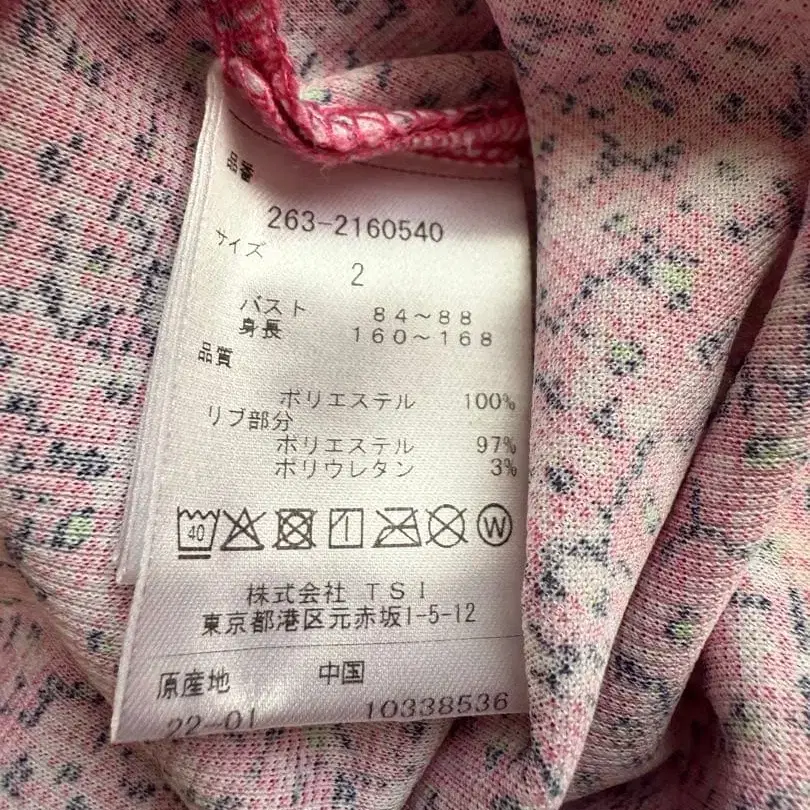 品番
263-2160540
サイズ
2
バスト 84～88
身長 160～168
品質
ポリエステル 100%
リブ部分
ポリエステル 97%
ポリウレタン 3%
40 W
株式会社 TSI
東京都港区元赤坂1-5-12
原産地 中国
22-01 10338536